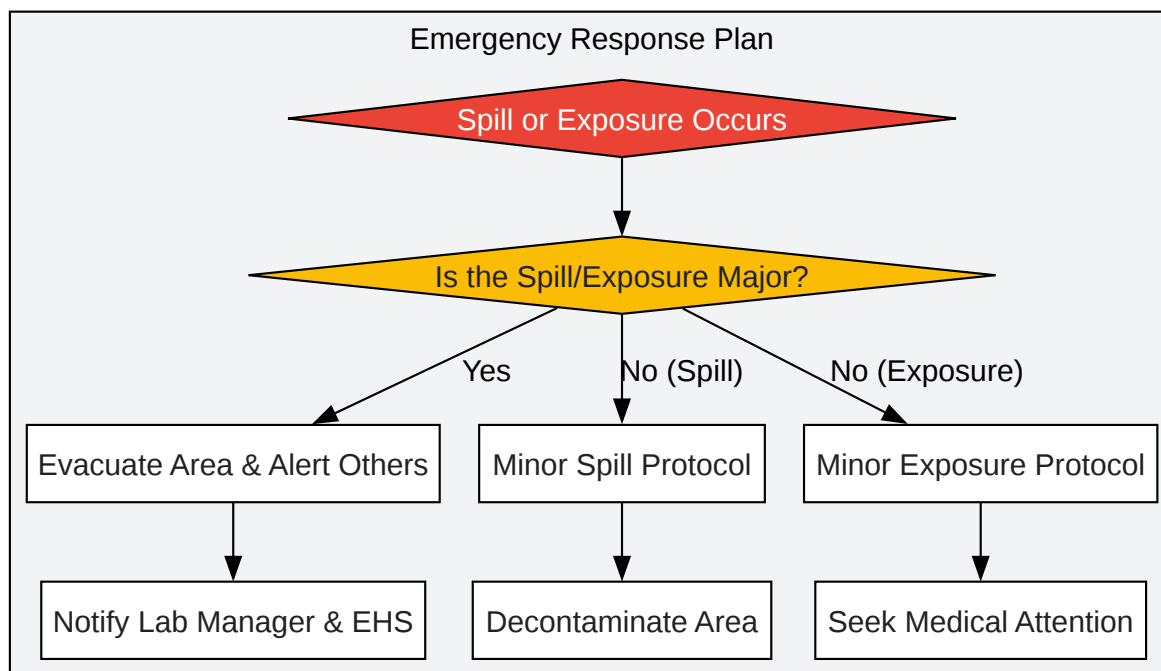 Emergency Response Plan
Spill or Exposure Occurs
Is the Spill/Exposure Major?
Yes
No (Spill)
No (Exposure)
Evacuate Area & Alert Others
Minor Spill Protocol
Minor Exposure Protocol
Notify Lab Manager & EHS
Decontaminate Area
Seek Medical Attention